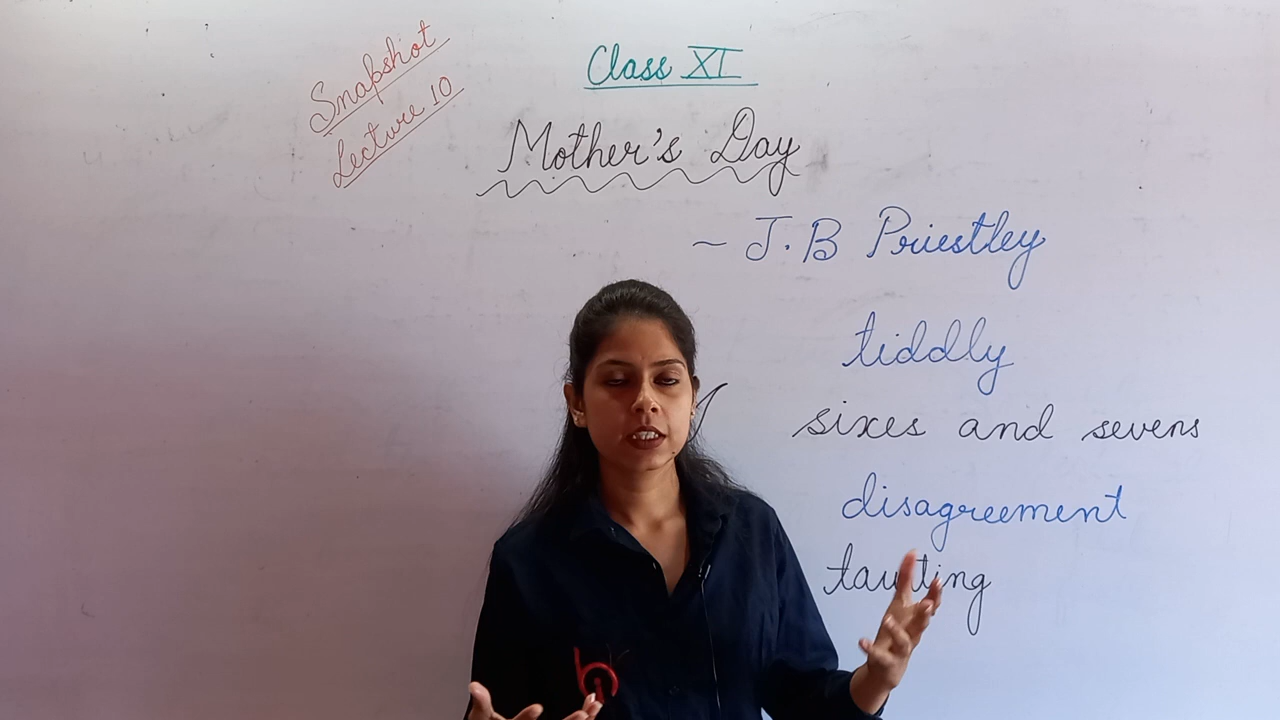 Snapshot
Lecture 10
Class XI
Mother's Day
~ J.B Priestley
tiddly
sixes and sevens
disagreement